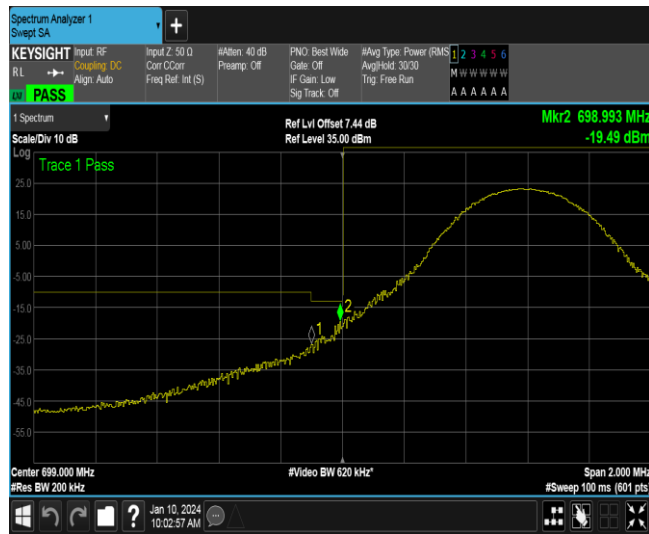 Spectrum Analyzer 1
Swept SA
+
KEYSIGHT
RL
PASS
Input: RF
Coupling: DC
Align: Auto
Input Z: 50 Ω
Corr CCorr
Freq Ref: Int (S)
#Atten: 40 dB
Preamp: Off
PNO: Best Wide
Gate: Off
IF Gain: Low
Sig Track: Off
#Avg Type: Power (RMS
Avg|Hold: 30/30
Trig: Free Run
1 2 3 4 5 6
M W W W W W
A A A A A A
1 Spectrum
Scale/Div 10 dB
Ref Lvl Offset 7.44 dB
Ref Level 35.00 dBm
Mkr2 698.993 MHz
-19.49 dBm
Log
Trace 1 Pass
25.0
15.0
5.00
-5.00
-15.0
-25.0
-35.0
-45.0
-55.0
1
2
Center 699.000 MHz
#Res BW 200 kHz
#Video BW 620 kHz*
Span 2.000 MHz
#Sweep 100 ms (601 pts)
?
Jan 10, 2024
10:02:57 AM